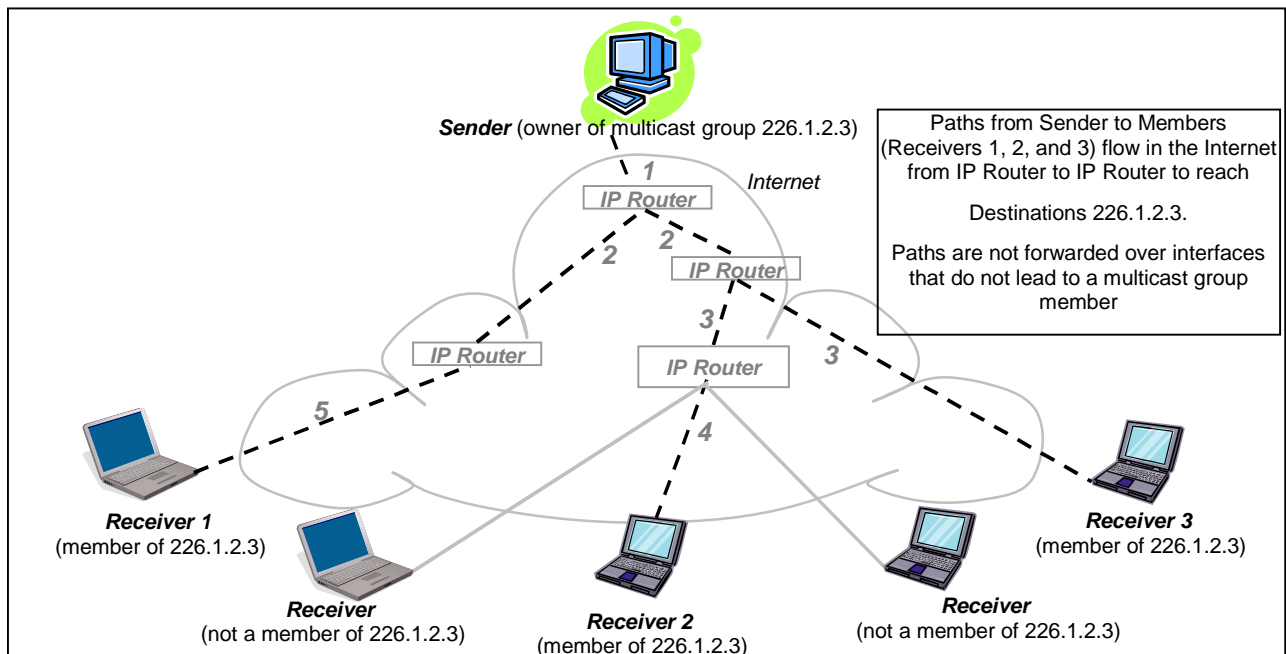 Sender (owner of multicast group 226.1.2.3)
Paths from Sender to Members
(Receivers 1, 2, and 3) flow in the Internet
from IP Router to IP Router to reach
Destinations 226.1.2.3.
Paths are not forwarded over interfaces
that do not lead to a multicast group
member
1
Internet
IP Router
2
2
IP Router
3
3
IP Router
IP Router
5
4
Receiver 1
(member of 226.1.2.3)
Receiver
(not a member of 226.1.2.3)
Receiver 2
(member of 226.1.2.3)
Receiver
(not a member of 226.1.2.3)
Receiver 3
(member of 226.1.2.3)